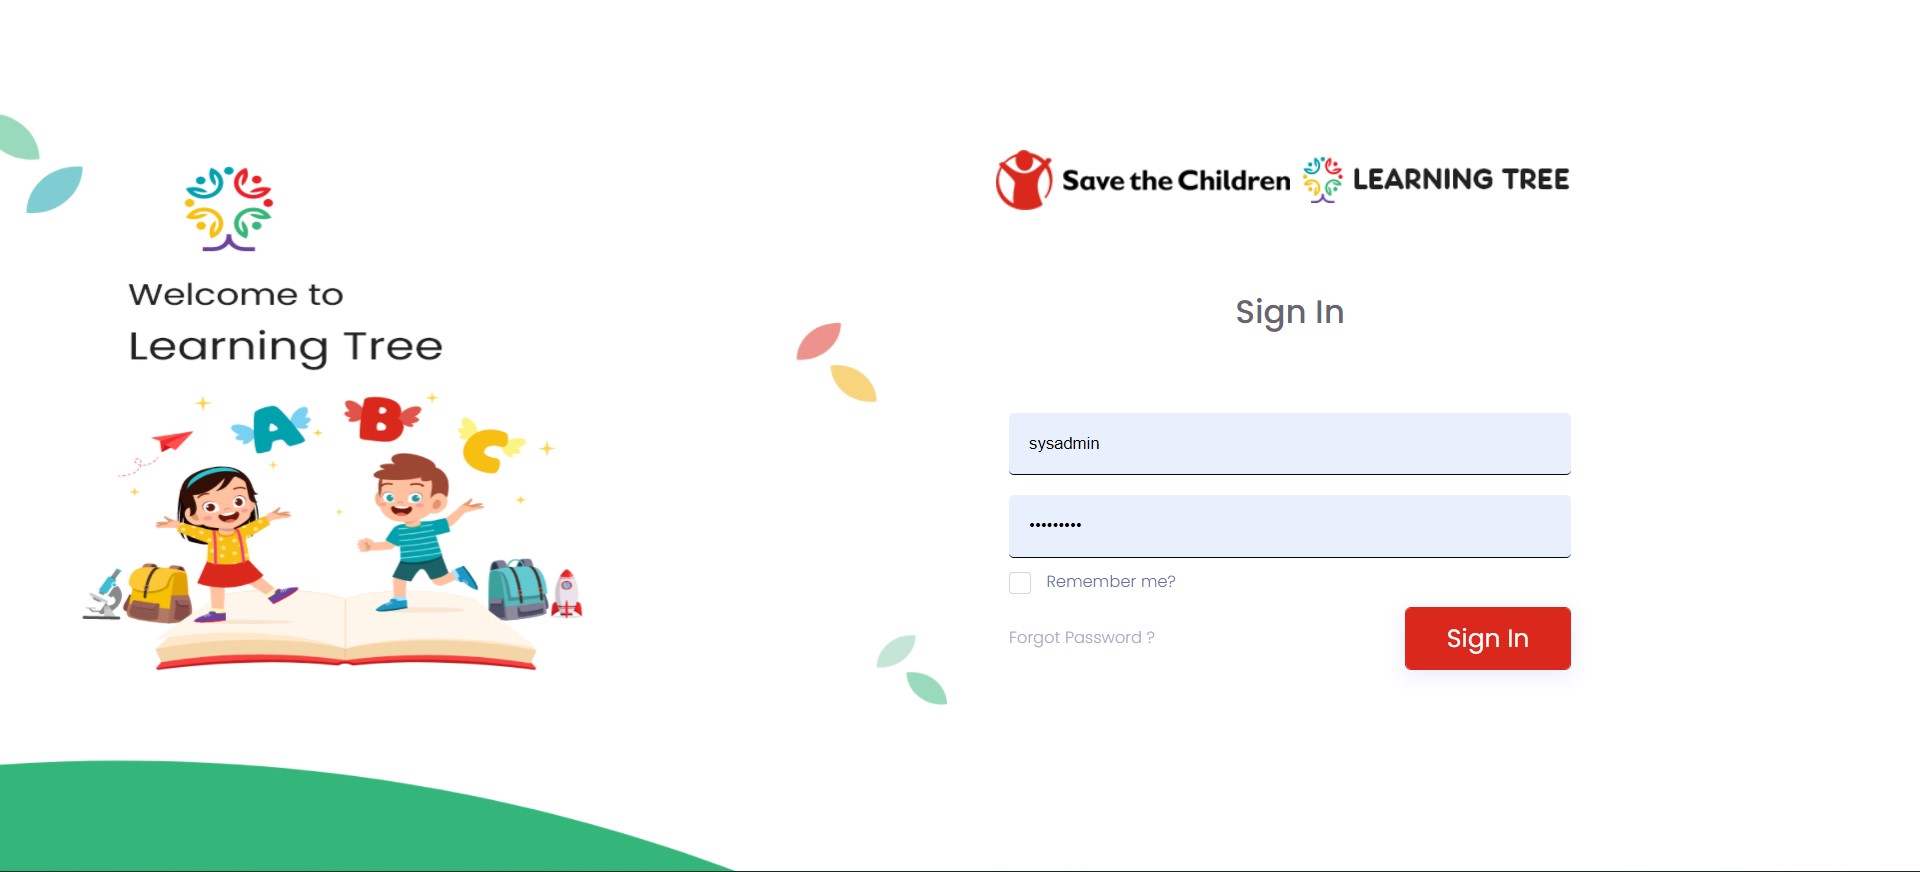 Welcome to
Learning Tree
A B C
Save the Children LEARNING TREE
Sign In
sysadmin
•••••••••
Remember me?
Forgot Password ?
Sign In